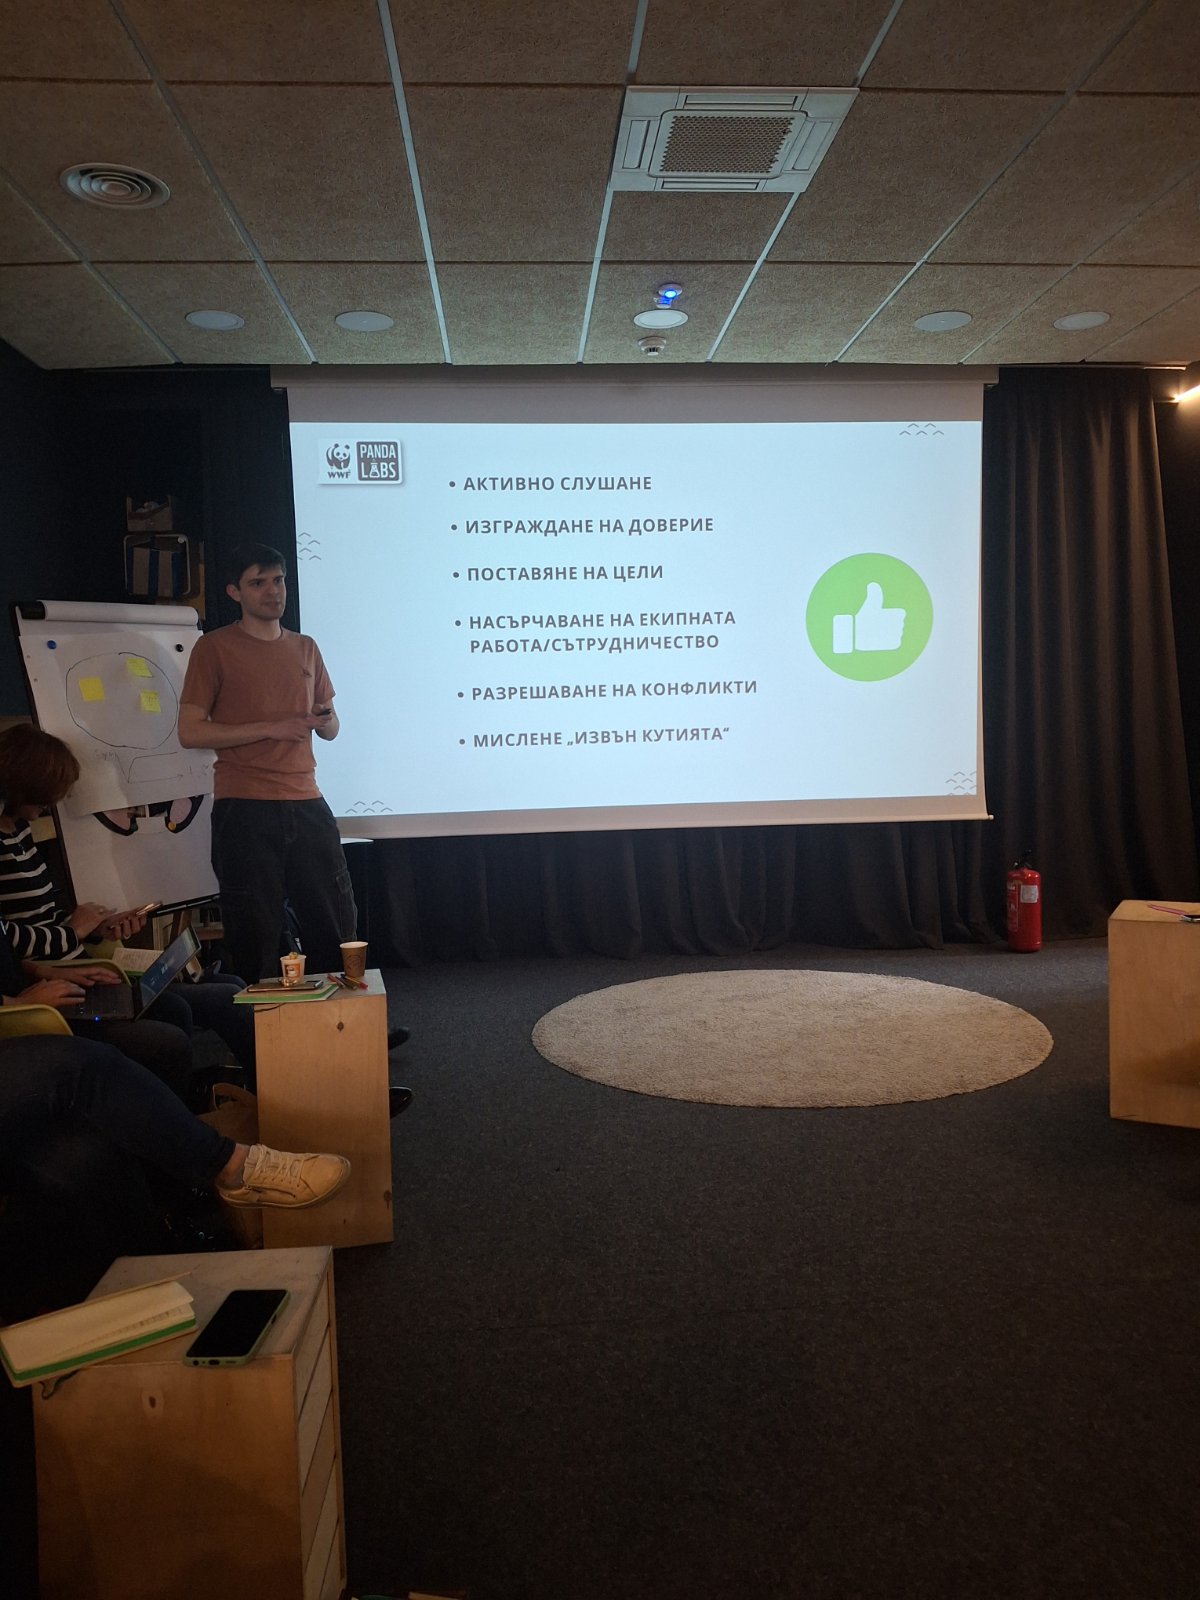 WWF
PANDA
LABS
• АКТИВНО СЛУШАНЕ
• ИЗГРАЖДАНЕ НА ДОВЕРИЕ
• ПОСТАВЯНЕ НА ЦЕЛИ
• НАСЪРЧАВАНЕ НА ЕКИПНАТА
РАБОТА/СЪТРУДНИЧЕСТВО
• РАЗРЕШАВАНЕ НА КОНФЛИКТИ
• МИСЛЕНЕ „ИЗВЪН КУТИЯТА“